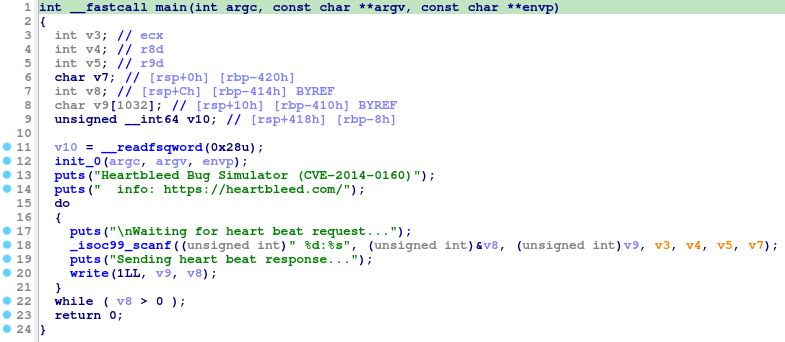 1 int __fastcall main(int argc, const char **argv, const char **envp)
2 {
3 int v3; // ecx
4 int v4; // r8d
5 int v5; // r9d
6 char v7; // [rsp+0h] [rbp-420h]
7 int v8; // [rsp+Ch] [rbp-414h] BYREF
8 char v9[1032]; // [rsp+10h] [rbp-410h] BYREF
9 unsigned __int64 v10; // [rsp+418h] [rbp-8h]
10
11 v10 = __readfsqword(0x28u);
12 init_0(argc, argv, envp);
13 puts("Heartbleed Bug Simulator (CVE-2014-0160)");
14 puts("  info: https://heartbleed.com/");
15 do
16 {
17 puts("\nWaiting for heart beat request...");
18 _isoc99_scanf((unsigned int)" %d:%s", (unsigned int)&v8, (unsigned int)v9, v3, v4, v5, v7);
19 puts("Sending heart beat response...");
20 write(1LL, v9, v8);
21 }
22 while ( v8 > 0 );
23 return 0;
24 }